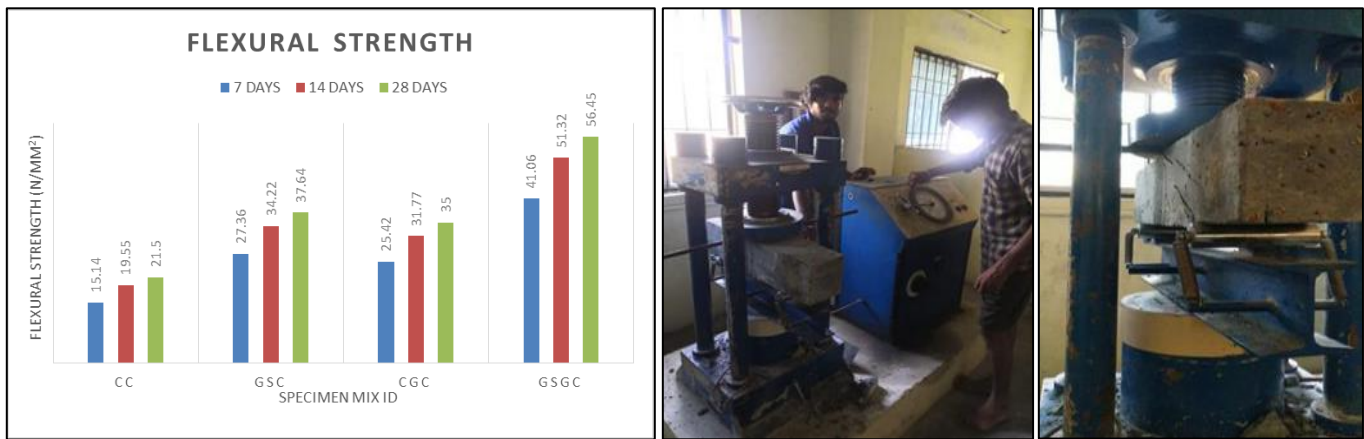 FLEXURAL STRENGTH
7 DAYS 14 DAYS 28 DAYS
FLEXURAL STRENGTH (N/MM²)
15.14 19.55 21.5 27.36 34.22 37.64 25.42 31.77 35 41.06 51.32 56.45
CC GSC CGC GSGC
SPECIMEN MIX ID